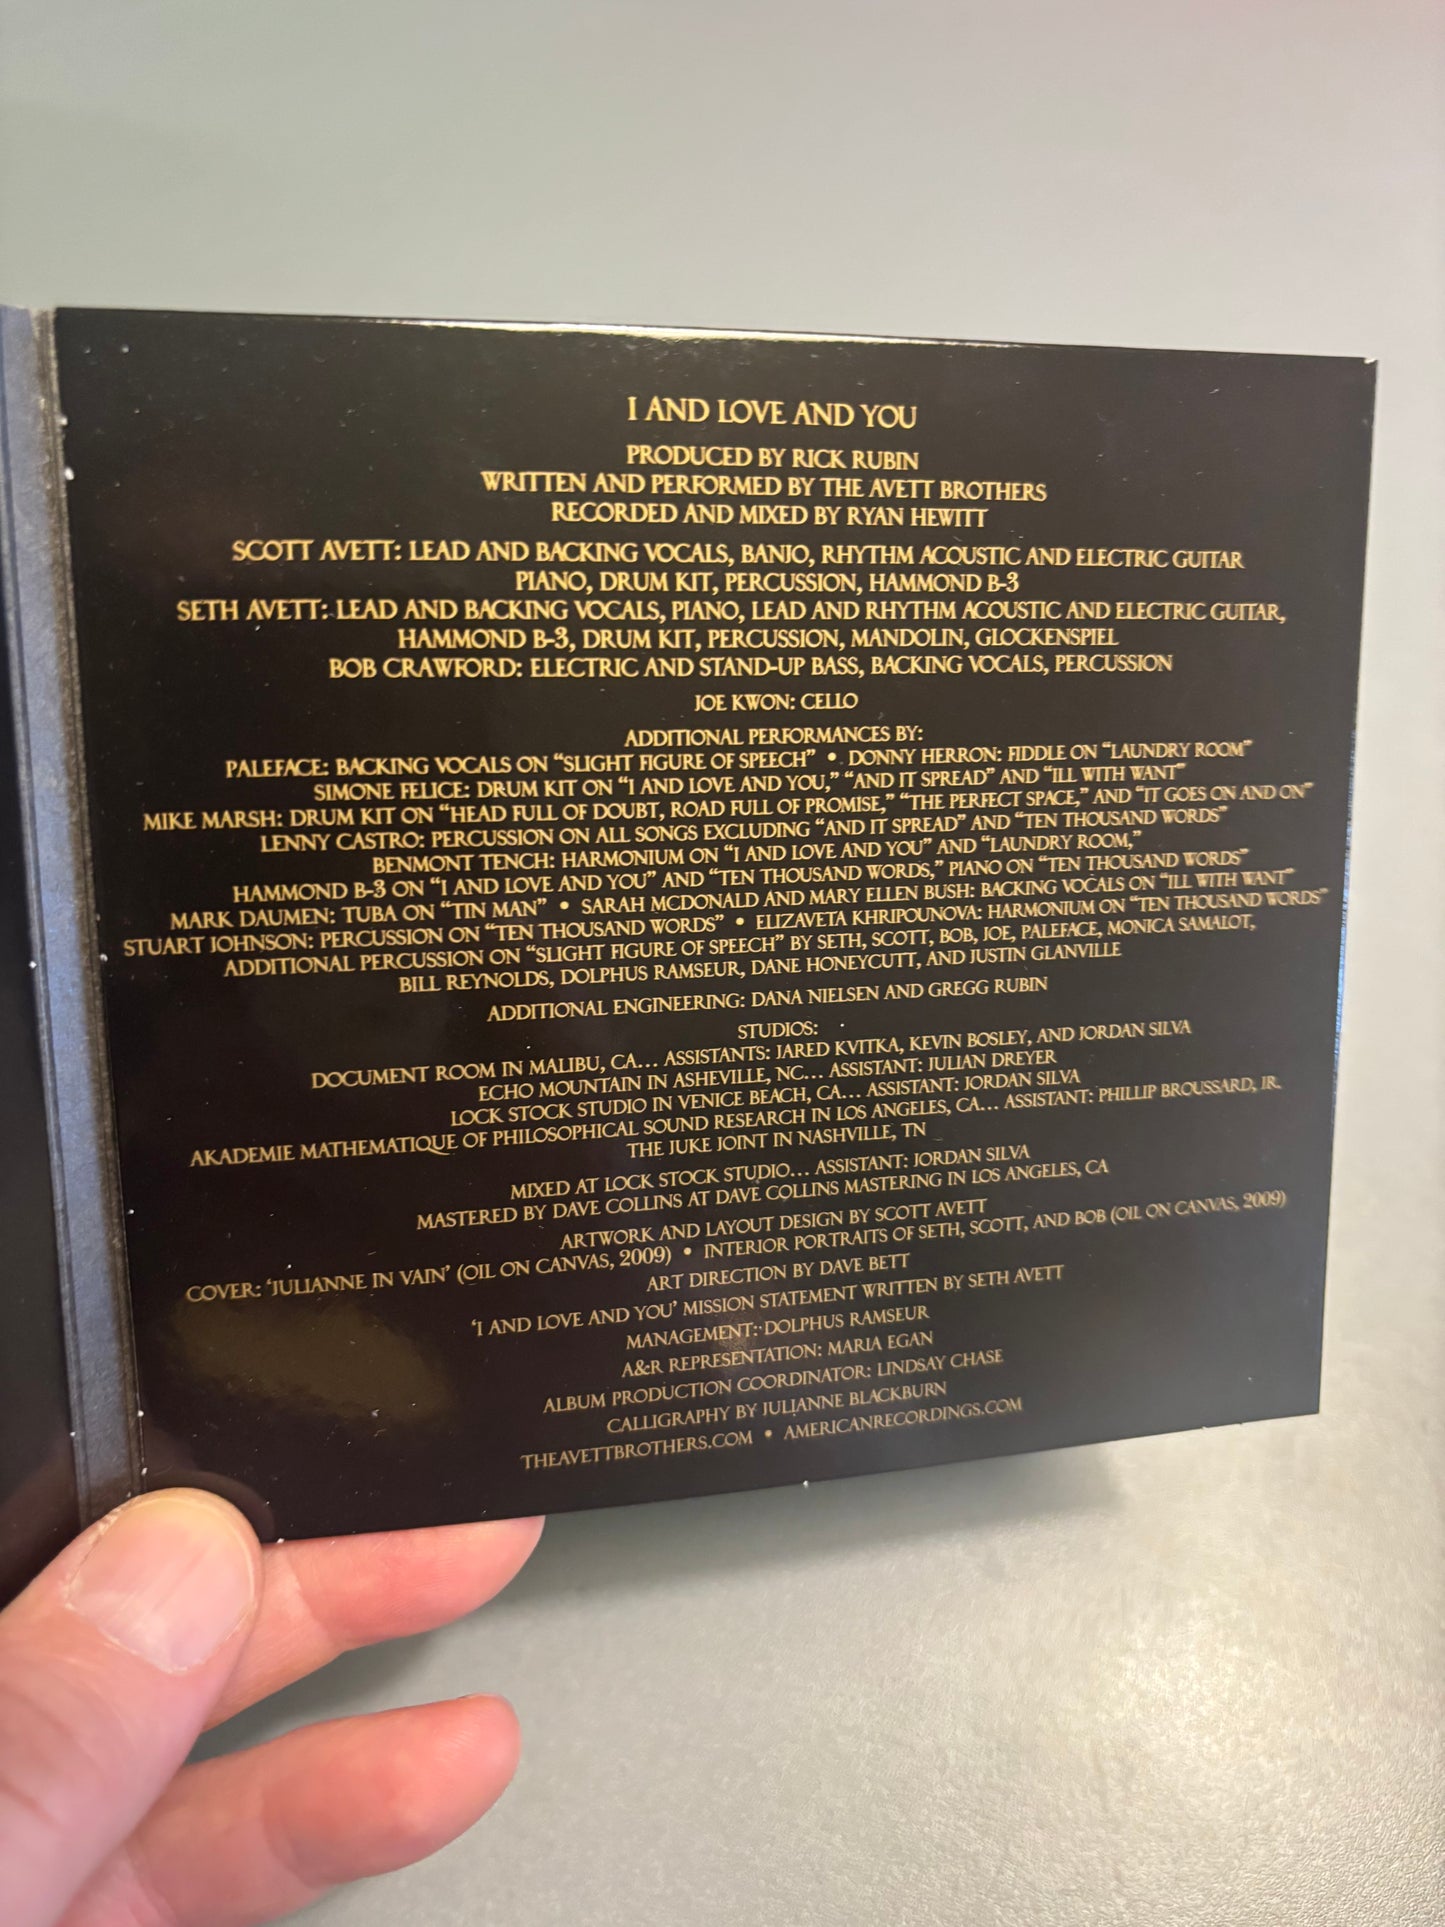 I AND LOVE AND YOU
PRODUCED BY RICK RUBIN
WRITTEN AND PERFORMED BY THE AVETT BROTHERS
RECORDED AND MIXED BY RYAN HEWITT
SCOTT AVETT: LEAD AND BACKING VOCALS, BANJO, RHYTHM ACOUSTIC AND ELECTRIC GUITAR
PIANO, DRUM KIT, PERCUSSION, HAMMOND B-3
SETH AVETT: LEAD AND BACKING VOCALS, PIANO, LEAD AND RHYTHM ACOUSTIC AND ELECTRIC GUITAR,
HAMMOND B-3, DRUM KIT, PERCUSSION, MANDOLIN, GLOCKENSPIEL
BOB CRAWFORD: ELECTRIC AND STAND-UP BASS, BACKING VOCALS, PERCUSSION
JOE KWON: CELLO
ADDITIONAL PERFORMANCES BY:
PALEFACE: BACKING VOCALS ON “SLIGHT FIGURE OF SPEECH” • DONNY HERRON: FIDDLE ON “LAUNDRY ROOM”
SIMONE FELICE: DRUM KIT ON “I AND LOVE AND YOU,” “AND IT SPREAD” AND “ILL WITH WANT”
MIKE MARSH: DRUM KIT ON “HEAD FULL OF DOUBT, ROAD FULL OF PROMISE,” “THE PERFECT SPACE,” AND “IT GOES ON AND ON”
LENNY CASTRO: PERCUSSION ON ALL SONGS EXCLUDING “AND IT SPREAD” AND “TEN THOUSAND WORDS”
BENMONT TENCH: HARMONIUM ON “I AND LOVE AND YOU” AND “LAUNDRY ROOM,”
HAMMOND B-3 ON “I AND LOVE AND YOU” AND “TEN THOUSAND WORDS,” PIANO ON “TEN THOUSAND WORDS”
MARK DAUMEN: TUBA ON “TIN MAN” • SARAH MCDONALD AND MARY ELLEN BUSH: BACKING VOCALS ON “ILL WITH WANT”
STUART JOHNSON: PERCUSSION ON “TEN THOUSAND WORDS” • ELIZAVETA KHRIPOUNOVA: HARMONIUM ON “TEN THOUSAND WORDS”
ADDITIONAL PERCUSSION ON “SLIGHT FIGURE OF SPEECH” BY SETH, SCOTT, BOB, JOE, PALEFACE, MONICA SAMALOT,
BILL REYNOLDS, DOLPHUS RAMSEUR, DANE HONEYCUTT, AND JUSTIN GLANVILLE
ADDITIONAL ENGINEERING: DANA NIELSEN AND GREGG RUBIN
STUDIOS:
DOCUMENT ROOM IN MALIBU, CA... ASSISTANTS: JARED KVITKA, KEVIN BOSLEY, AND JORDAN SILVA
ECHO MOUNTAIN IN ASHEVILLE, NC... ASSISTANT: JULIAN DREYER
LOCK STOCK STUDIO IN VENICE BEACH, CA... ASSISTANT: JORDAN SILVA
AKADEMIE MATHEMATIQUE OF PHILOSOPHICAL SOUND RESEARCH IN LOS ANGELES, CA... ASSISTANT: PHILLIP BROUSSARD, JR.
THE JUKE JOINT IN NASHVILLE, TN
MIXED AT LOCK STOCK STUDIO... ASSISTANT: JORDAN SILVA
MASTERED BY DAVE COLLINS AT DAVE COLLINS MASTERING IN LOS ANGELES, CA
ARTWORK AND LAYOUT DESIGN BY SCOTT AVETT
COVER: ‘JULIANNE IN VAIN’ (OIL ON CANVAS, 2009) • INTERIOR PORTRAITS OF SETH, SCOTT, AND BOB (OIL ON CANVAS, 2009)
ART DIRECTION BY DAVE BETT
‘I AND LOVE AND YOU’ MISSION STATEMENT WRITTEN BY SETH AVETT
MANAGEMENT: DOLPHUS RAMSEUR
A&R REPRESENTATION: MARIA EGAN
ALBUM PRODUCTION COORDINATOR: LINDSAY CHASE
CALLIGRAPHY BY JULIANNE BLACKBURN
THEAVETTBROTHERS.COM • AMERICANRECORDINGS.COM